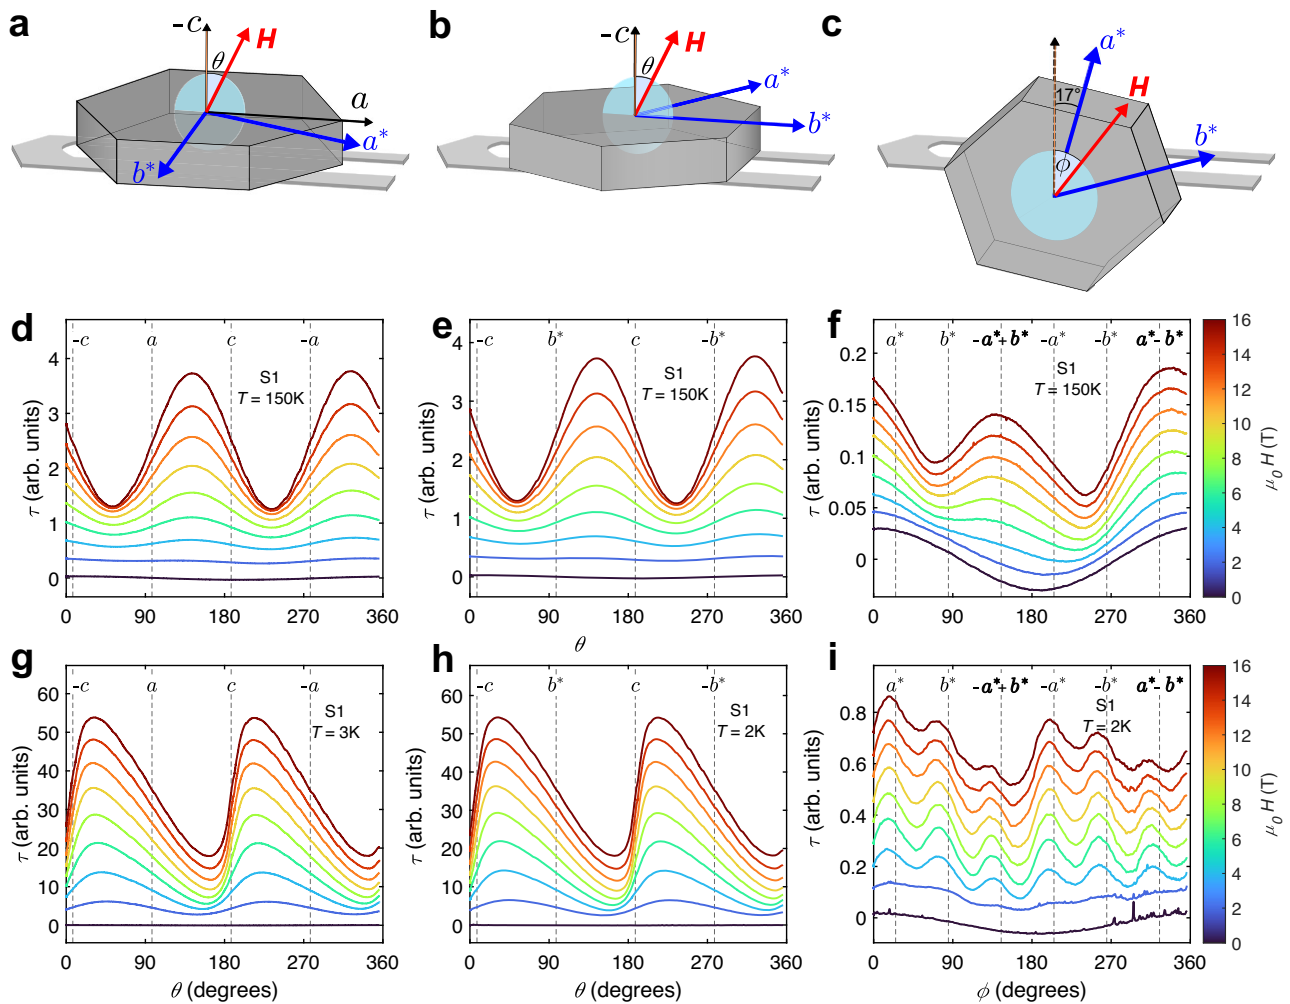 a
-c
H
θ
a
a*
b*
b
-c
H
θ
a*
b*
c
a*
H
17°
b*
ϕ
d
-c a c -a
S1
T = 150K
τ (arb. units)
4
3
2
1
0
0 90 180 270 360
e
-c b* c -b*
S1
T = 150K
τ (arb. units)
4
3
2
1
0
0 90 180 270 360
θ
f
a* b* -a*+b* -a* -b* a*-b*
S1
T = 150K
τ (arb. units)
0.2
0.15
0.1
0.05
0
0 90 180 270 360
16
14
12
10
8
6
4
2
0
μ0 H (T)
g
-c a c -a
S1
T = 3K
τ (arb. units)
60
50
40
30
20
10
0
0 90 180 270 360
θ (degrees)
h
-c b* c -b*
S1
T = 2K
τ (arb. units)
60
50
40
30
20
10
0
0 90 180 270 360
θ (degrees)
i
a* b* -a*+b* -a* -b* a*-b*
S1
T = 2K
τ (arb. units)
0.8
0.6
0.4
0.2
0
0 90 180 270 360
ϕ (degrees)
16
14
12
10
8
6
4
2
0
μ0 H (T)